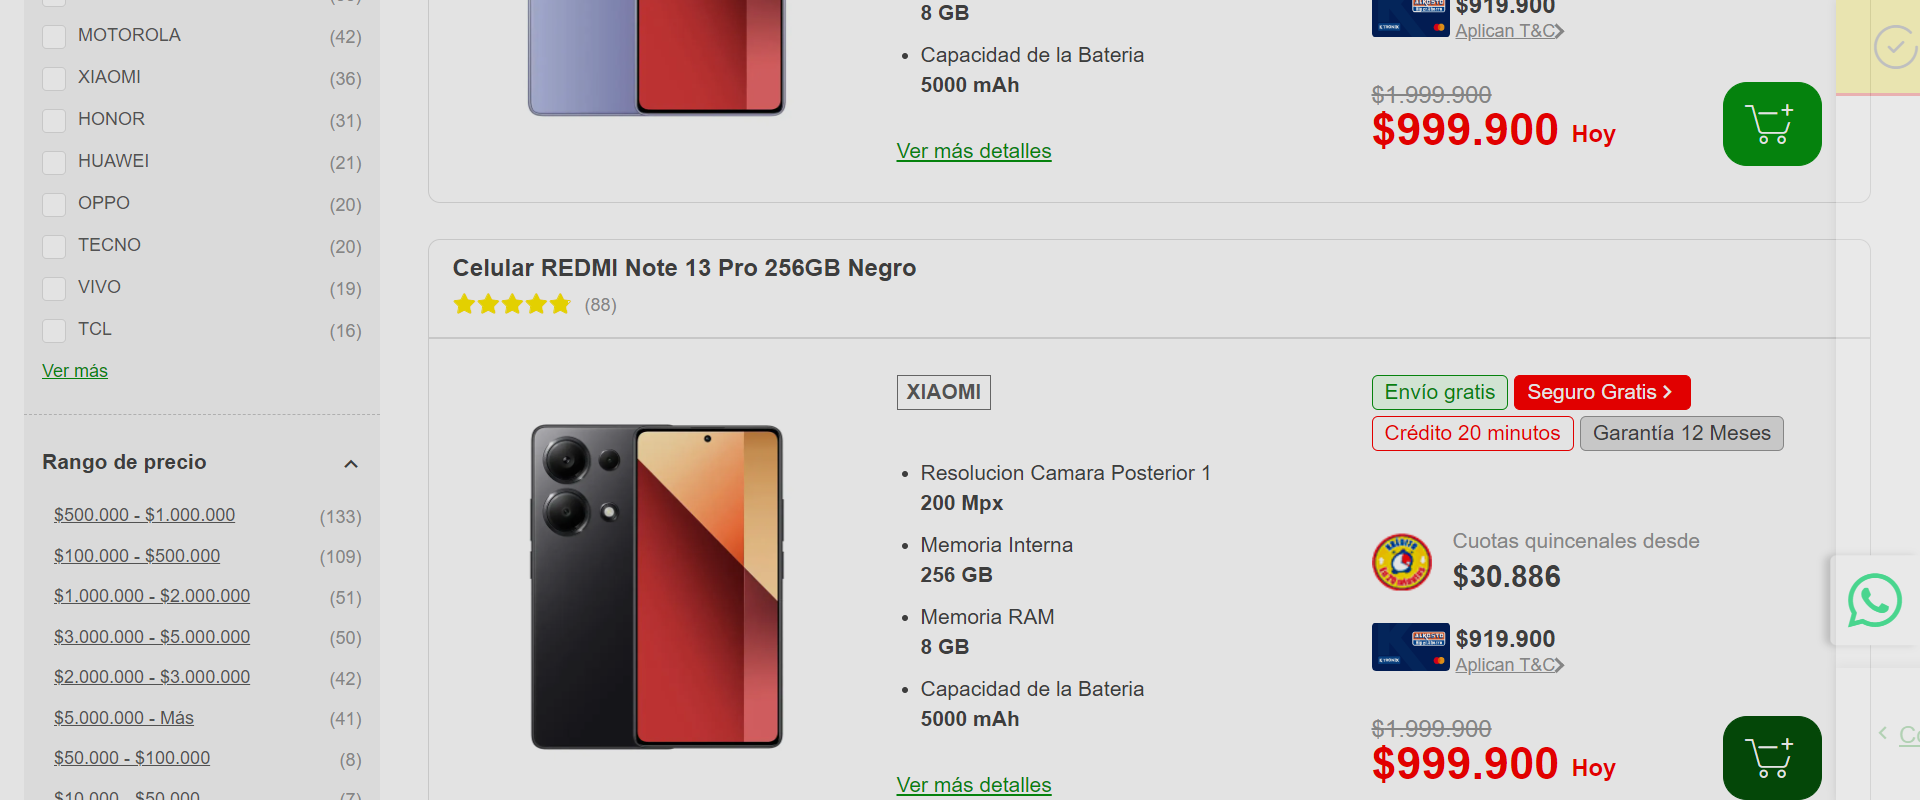 MOTOROLA (42)
XIAOMI (36)
HONOR (31)
HUAWEI (21)
OPPO (20)
TECNO (20)
VIVO (19)
TCL (16)
Ver más
Rango de precio
$500.000 - $1.000.000 (133)
$100.000 - $500.000 (109)
$1.000.000 - $2.000.000 (51)
$3.000.000 - $5.000.000 (50)
$2.000.000 - $3.000.000 (42)
$5.000.000 - Más (41)
$50.000 - $100.000 (8)
$10.000 - $50.000 (7)
8 GB
Capacidad de la Bateria
5000 mAh
Ver más detalles
$919.900
Aplican T&C
$1.999.900
$999.900 Hoy
Celular REDMI Note 13 Pro 256GB Negro
(88)
XIAOMI
Resolucion Camara Posterior 1
200 Mpx
Memoria Interna
256 GB
Memoria RAM
8 GB
Capacidad de la Bateria
5000 mAh
Ver más detalles
Envío gratis
Seguro Gratis
Crédito 20 minutos
Garantía 12 Meses
Cuotas quincenales desde
$30.886
ALKOSTO
$919.900
Aplican T&C
$1.999.900
$999.900 Hoy